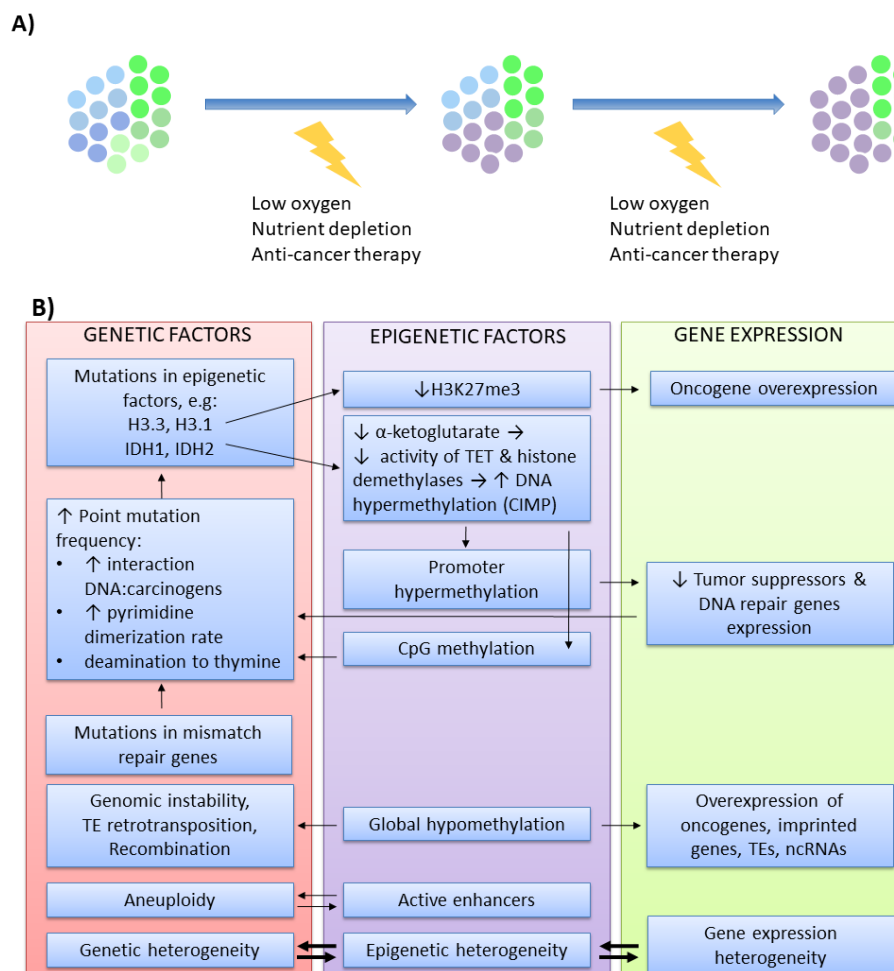 A)
Low oxygen
Nutrient depletion
Anti-cancer therapy
Low oxygen
Nutrient depletion
Anti-cancer therapy
B)
GENETIC FACTORS
Mutations in epigenetic
factors, e.g:
H3.3, H3.1
IDH1, IDH2
↑ Point mutation
frequency:
• ↑ interaction
DNA:carcinogens
• ↑ pyrimidine
dimerization rate
• deamination to thymine
Mutations in mismatch
repair genes
Genomic instability,
TE retrotransposition,
Recombination
Aneuploidy
Genetic heterogeneity
EPIGENETIC FACTORS
↓H3K27me3
↓ α-ketoglutarate →
↓ activity of TET & histone
demethylases → ↑ DNA
hypermethylation (CIMP)
Promoter
hypermethylation
CpG methylation
Global hypomethylation
Active enhancers
Epigenetic heterogeneity
GENE EXPRESSION
Oncogene overexpression
↓ Tumor suppressors &
DNA repair genes
expression
Overexpression of
oncogenes, imprinted
genes, TEs, ncRNAs
Gene expression
heterogeneity